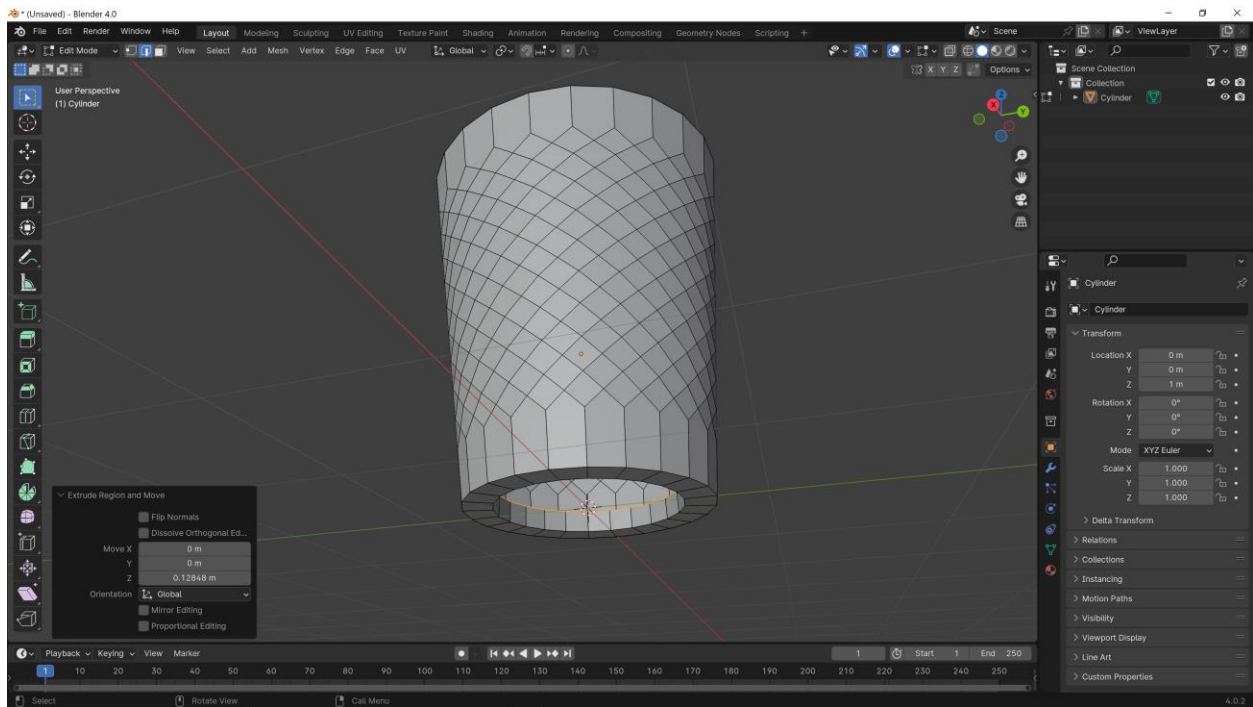 * (Unsaved) - Blender 4.0
File Edit Render Window Help Layout Modeling Sculpting UV Editing Texture Paint Shading Animation Rendering Compositing Geometry Nodes Scripting + Scene ViewLayer
Edit Mode View Select Add Mesh Vertex Edge Face UV Global
X Y Z Options
User Perspective
(1) Cylinder
Z
X
Y
Scene Collection
Collection
Cylinder
Cylinder
Cylinder
Transform
Location X 0 m
Y 0 m
Z 1 m
Rotation X 0°
Y 0°
Z 0°
Mode XYZ Euler
Scale X 1.000
Y 1.000
Z 1.000
Delta Transform
Relations
Collections
Instancing
Motion Paths
Visibility
Viewport Display
Line Art
Custom Properties
Extrude Region and Move
Flip Normals
Dissolve Orthogonal Ed...
Move X 0 m
Y 0 m
Z 0.12848 m
Orientation Global
Mirror Editing
Proportional Editing
Playback Keying View Marker 1 Start 1 End 250
1 10 20 30 40 50 60 70 80 90 100 110 120 130 140 150 160 170 180 190 200 210 220 230 240 250
Select Rotate View Call Menu 4.0.2